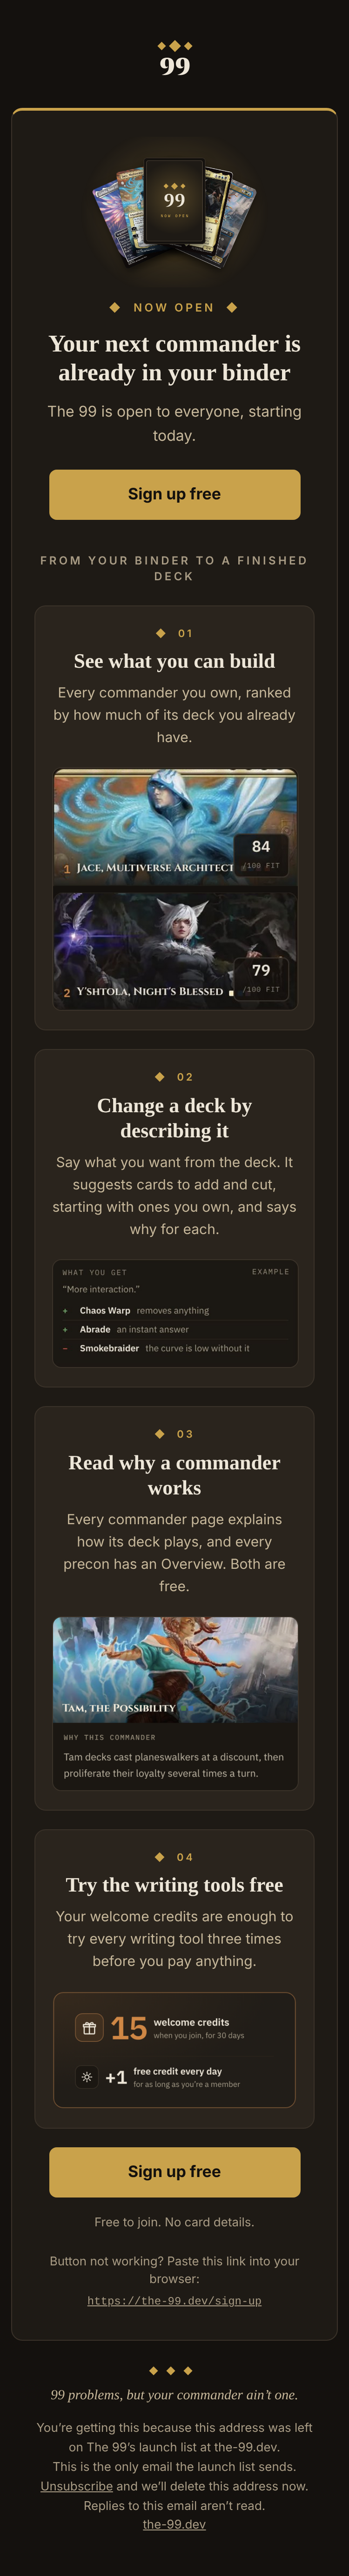 99
99
NOW OPEN
NOW OPEN
Your next commander is
already in your binder
The 99 is open to everyone, starting
today.
Sign up free
FROM YOUR BINDER TO A FINISHED
DECK
01
See what you can build
Every commander you own, ranked
by how much of its deck you already
have.
84
/100 FIT
1 Jace, Multiverse Architect
79
/100 FIT
2 Y'shtola, Night's Blessed
02
Change a deck by
describing it
Say what you want from the deck. It
suggests cards to add and cut,
starting with ones you own, and says
why for each.
WHAT YOU GET EXAMPLE
“More interaction.”
+ Chaos Warp removes anything
+ Abrade an instant answer
− Smokebraider the curve is low without it
03
Read why a commander
works
Every commander page explains
how its deck plays, and every
precon has an Overview. Both are
free.
Tam, the Possibility
WHY THIS COMMANDER
Tam decks cast planeswalkers at a discount, then
proliferate their loyalty several times a turn.
04
Try the writing tools free
Your welcome credits are enough to
try every writing tool three times
before you pay anything.
15 welcome credits
when you join, for 30 days
+1 free credit every day
for as long as you’re a member
Sign up free
Free to join. No card details.
Button not working? Paste this link into your
browser:
https://the-99.dev/sign-up
99 problems, but your commander ain’t one.
You’re getting this because this address was left
on The 99’s launch list at the-99.dev.
This is the only email the launch list sends.
Unsubscribe and we’ll delete this address now.
Replies to this email aren’t read.
the-99.dev